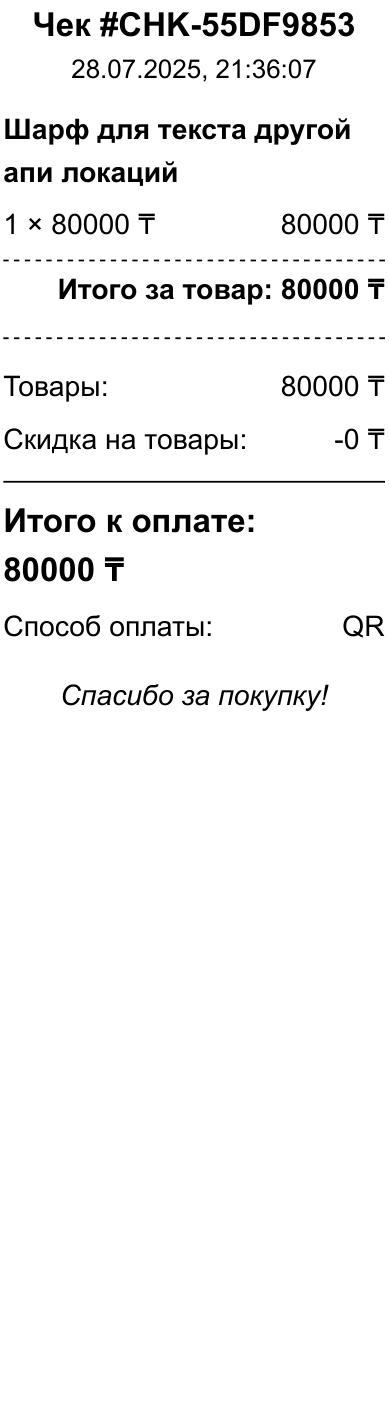 Чек #CHK-55DF9853
28.07.2025, 21:36:07
Шарф для текста другой
апи локаций
1 × 80000 ₸ 80000 ₸
Итого за товар: 80000 ₸
Товары: 80000 ₸
Скидка на товары: -0 ₸
Итого к оплате:
80000 ₸
Способ оплаты: QR
Спасибо за покупку!